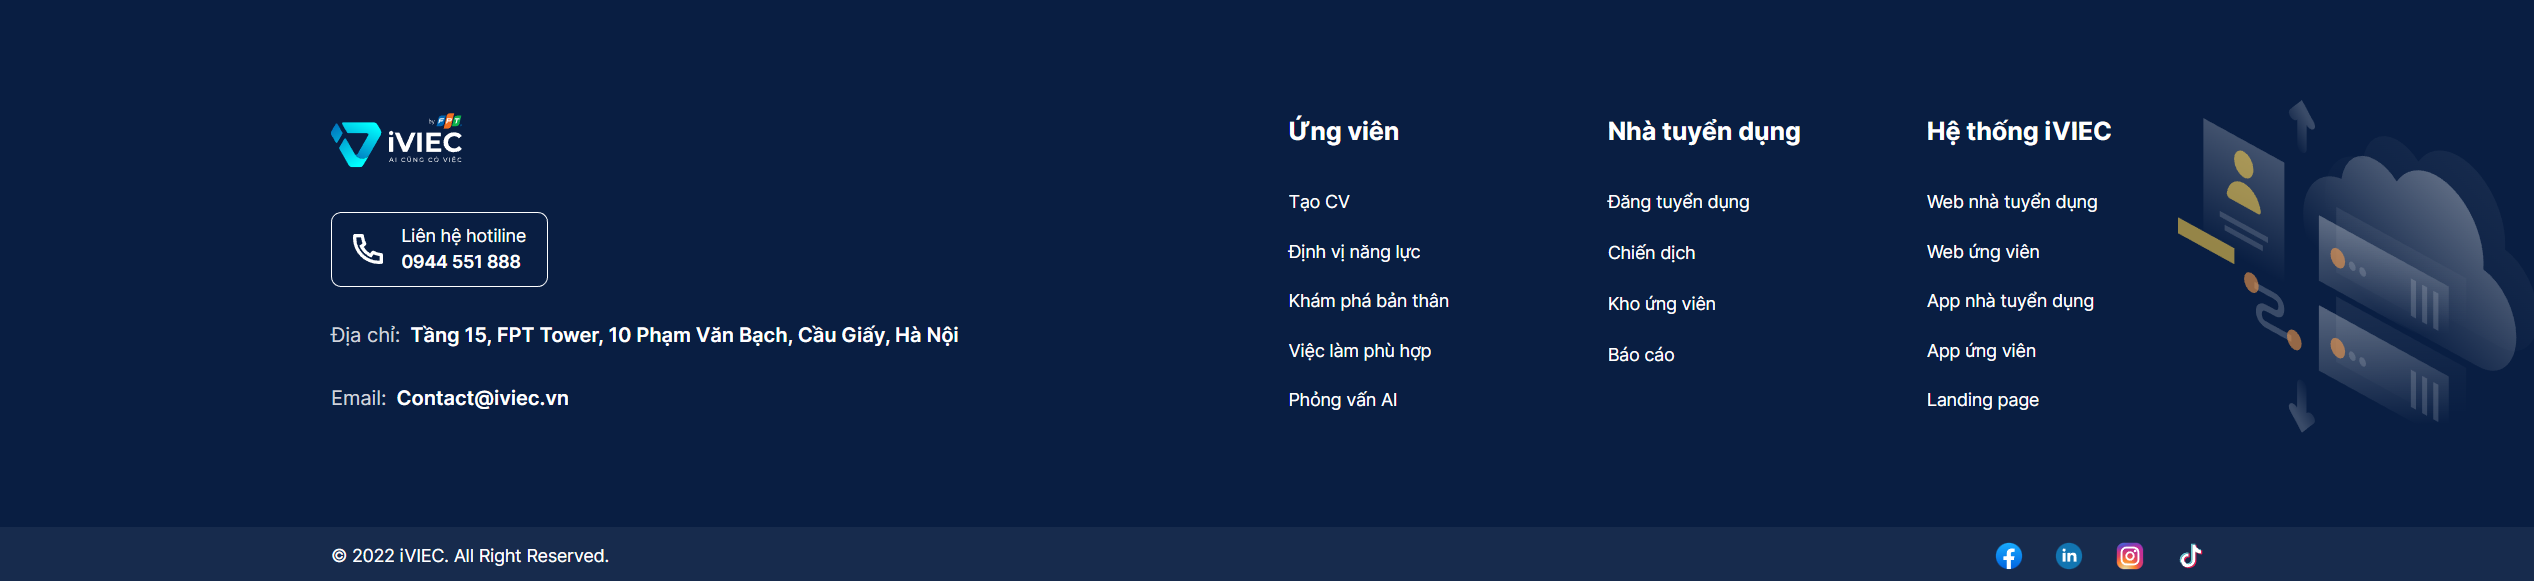 by FPT
iVIEC
AI CŨNG CÓ VIỆC
Liên hệ hotiline
0944 551 888
Địa chỉ: Tầng 15, FPT Tower, 10 Phạm Văn Bạch, Cầu Giấy, Hà Nội
Email: Contact@iviec.vn
Ứng viên
Tạo CV
Định vị năng lực
Khám phá bản thân
Việc làm phù hợp
Phỏng vấn AI
Nhà tuyển dụng
Đăng tuyển dụng
Chiến dịch
Kho ứng viên
Báo cáo
Hệ thống iVIEC
Web nhà tuyển dụng
Web ứng viên
App nhà tuyển dụng
App ứng viên
Landing page
© 2022 iVIEC. All Right Reserved.